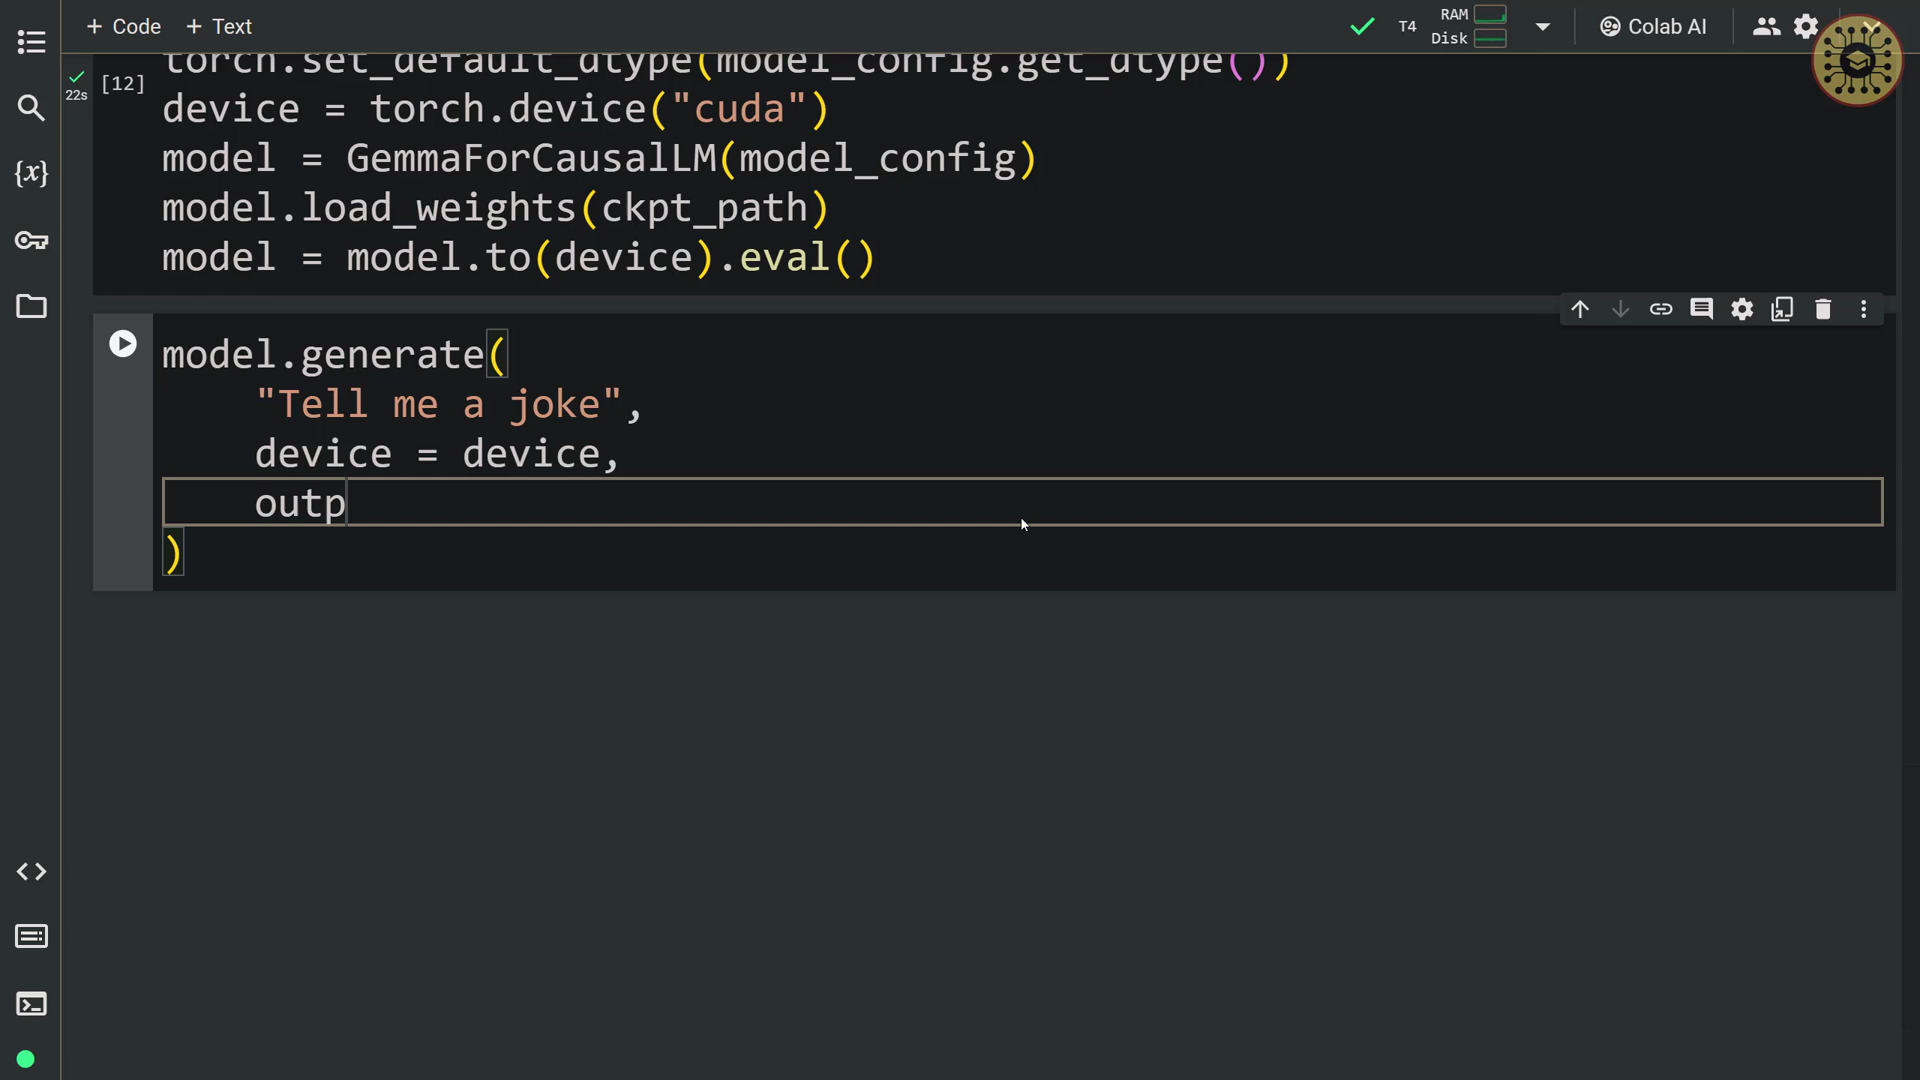 + Code + Text
T4
RAM
Disk
Colab AI
torch.set_default_dtype(model_config.get_dtype())
22s
[12]
device = torch.device("cuda")
model = GemmaForCausalLM(model_config)
model.load_weights(ckpt_path)
model = model.to(device).eval()
model.generate(
"Tell me a joke",
device = device,
outp
)
{x}